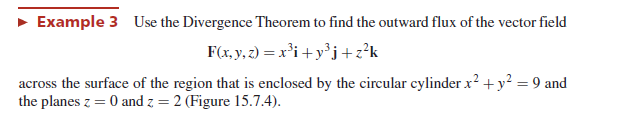 ► Example 3 Use the Divergence Theorem to find the outward flux of the vector field
F(x, y, z) = x³i + y³j + z²k
across the surface of the region that is enclosed by the circular cylinder x² + y² = 9 and
the planes z = 0 and z = 2 (Figure 15.7.4).